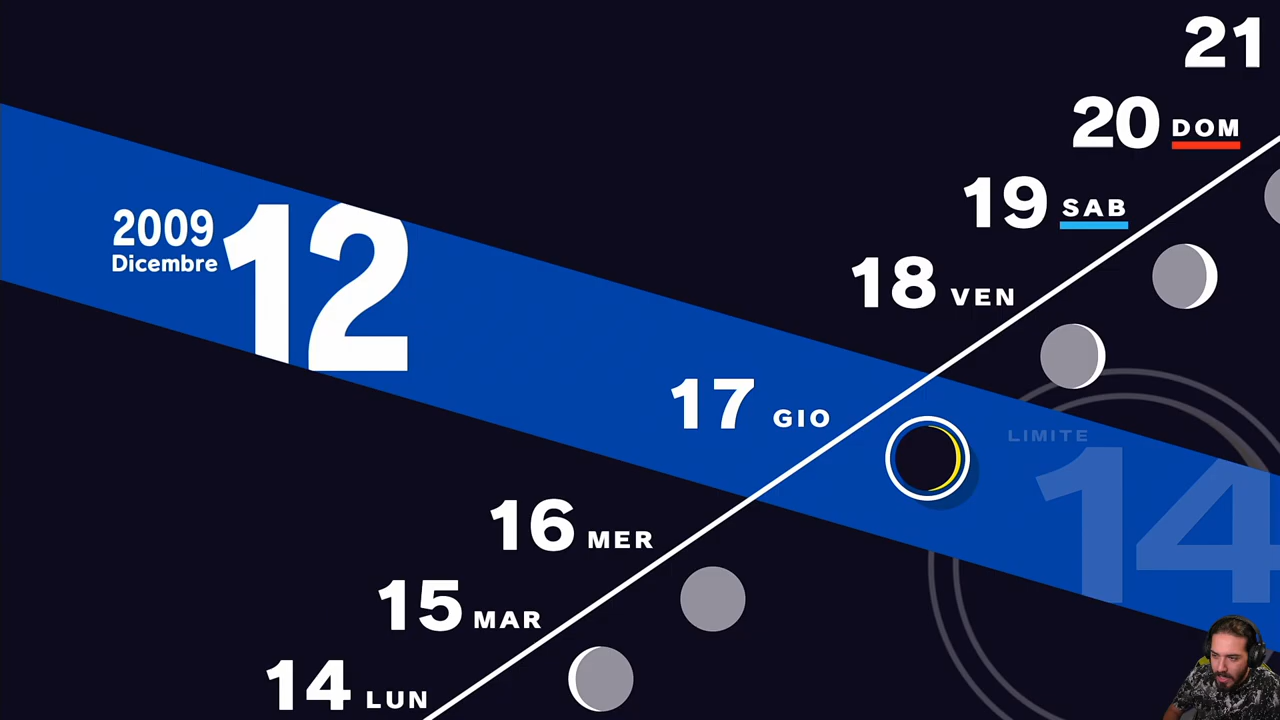 21
20 DOM
19 SAB
18 VEN
2009
Dicembre
12
17 GIO
LIMITE
14
16 MER
15 MAR
14 LUN